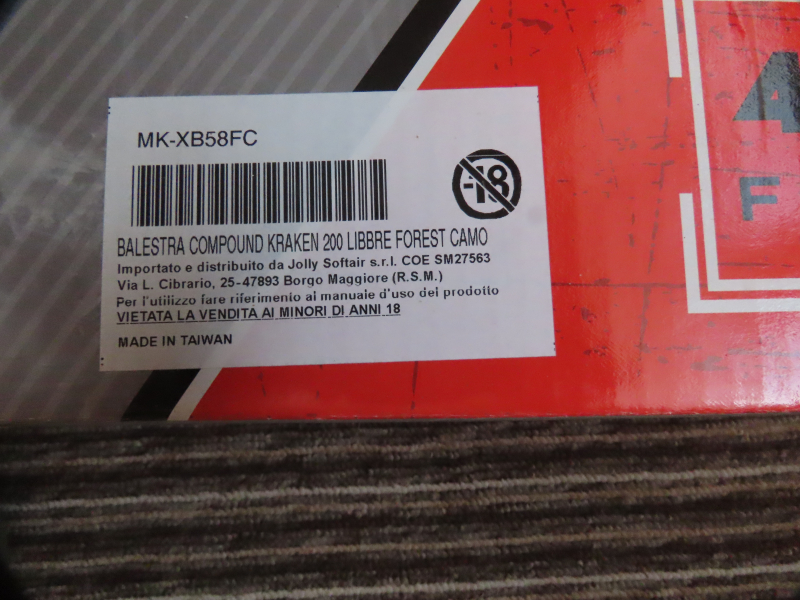 MK-XB58FC
-18
BALESTRA COMPOUND KRAKEN 200 LIBBRE FOREST CAMO
Importato e distribuito da Jolly Softair s.r.l. COE SM27563
Via L. Cibrario, 25-47893 Borgo Maggiore (R.S.M.)
Per l'utilizzo fare riferimento al manuale d'uso del prodotto
VIETATA LA VENDITA AI MINORI DI ANNI 18
MADE IN TAIWAN
4
F